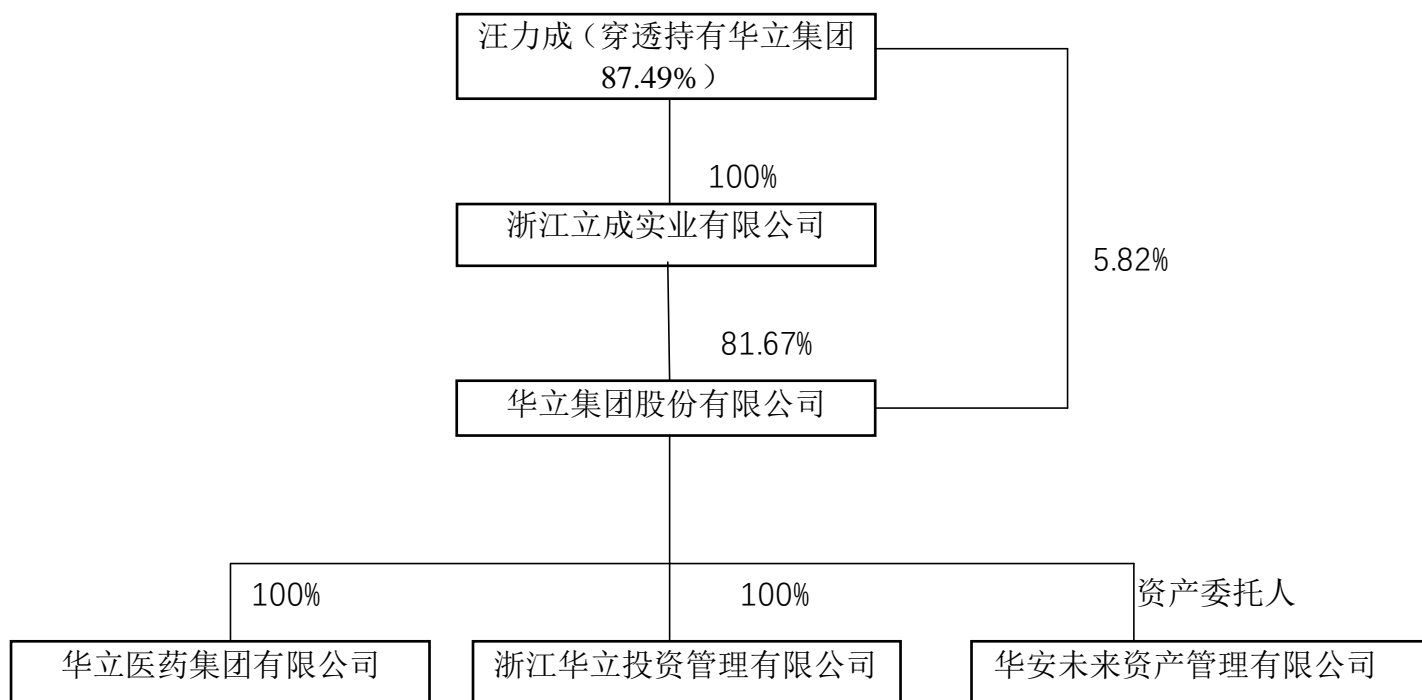 汪力成（穿透持有华立集团
87.49%）
100%
浙江立成实业有限公司
5.82%
81.67%
华立集团股份有限公司
100%
100%
资产委托人
华立医药集团有限公司
浙江华立投资管理有限公司
华安未来资产管理有限公司